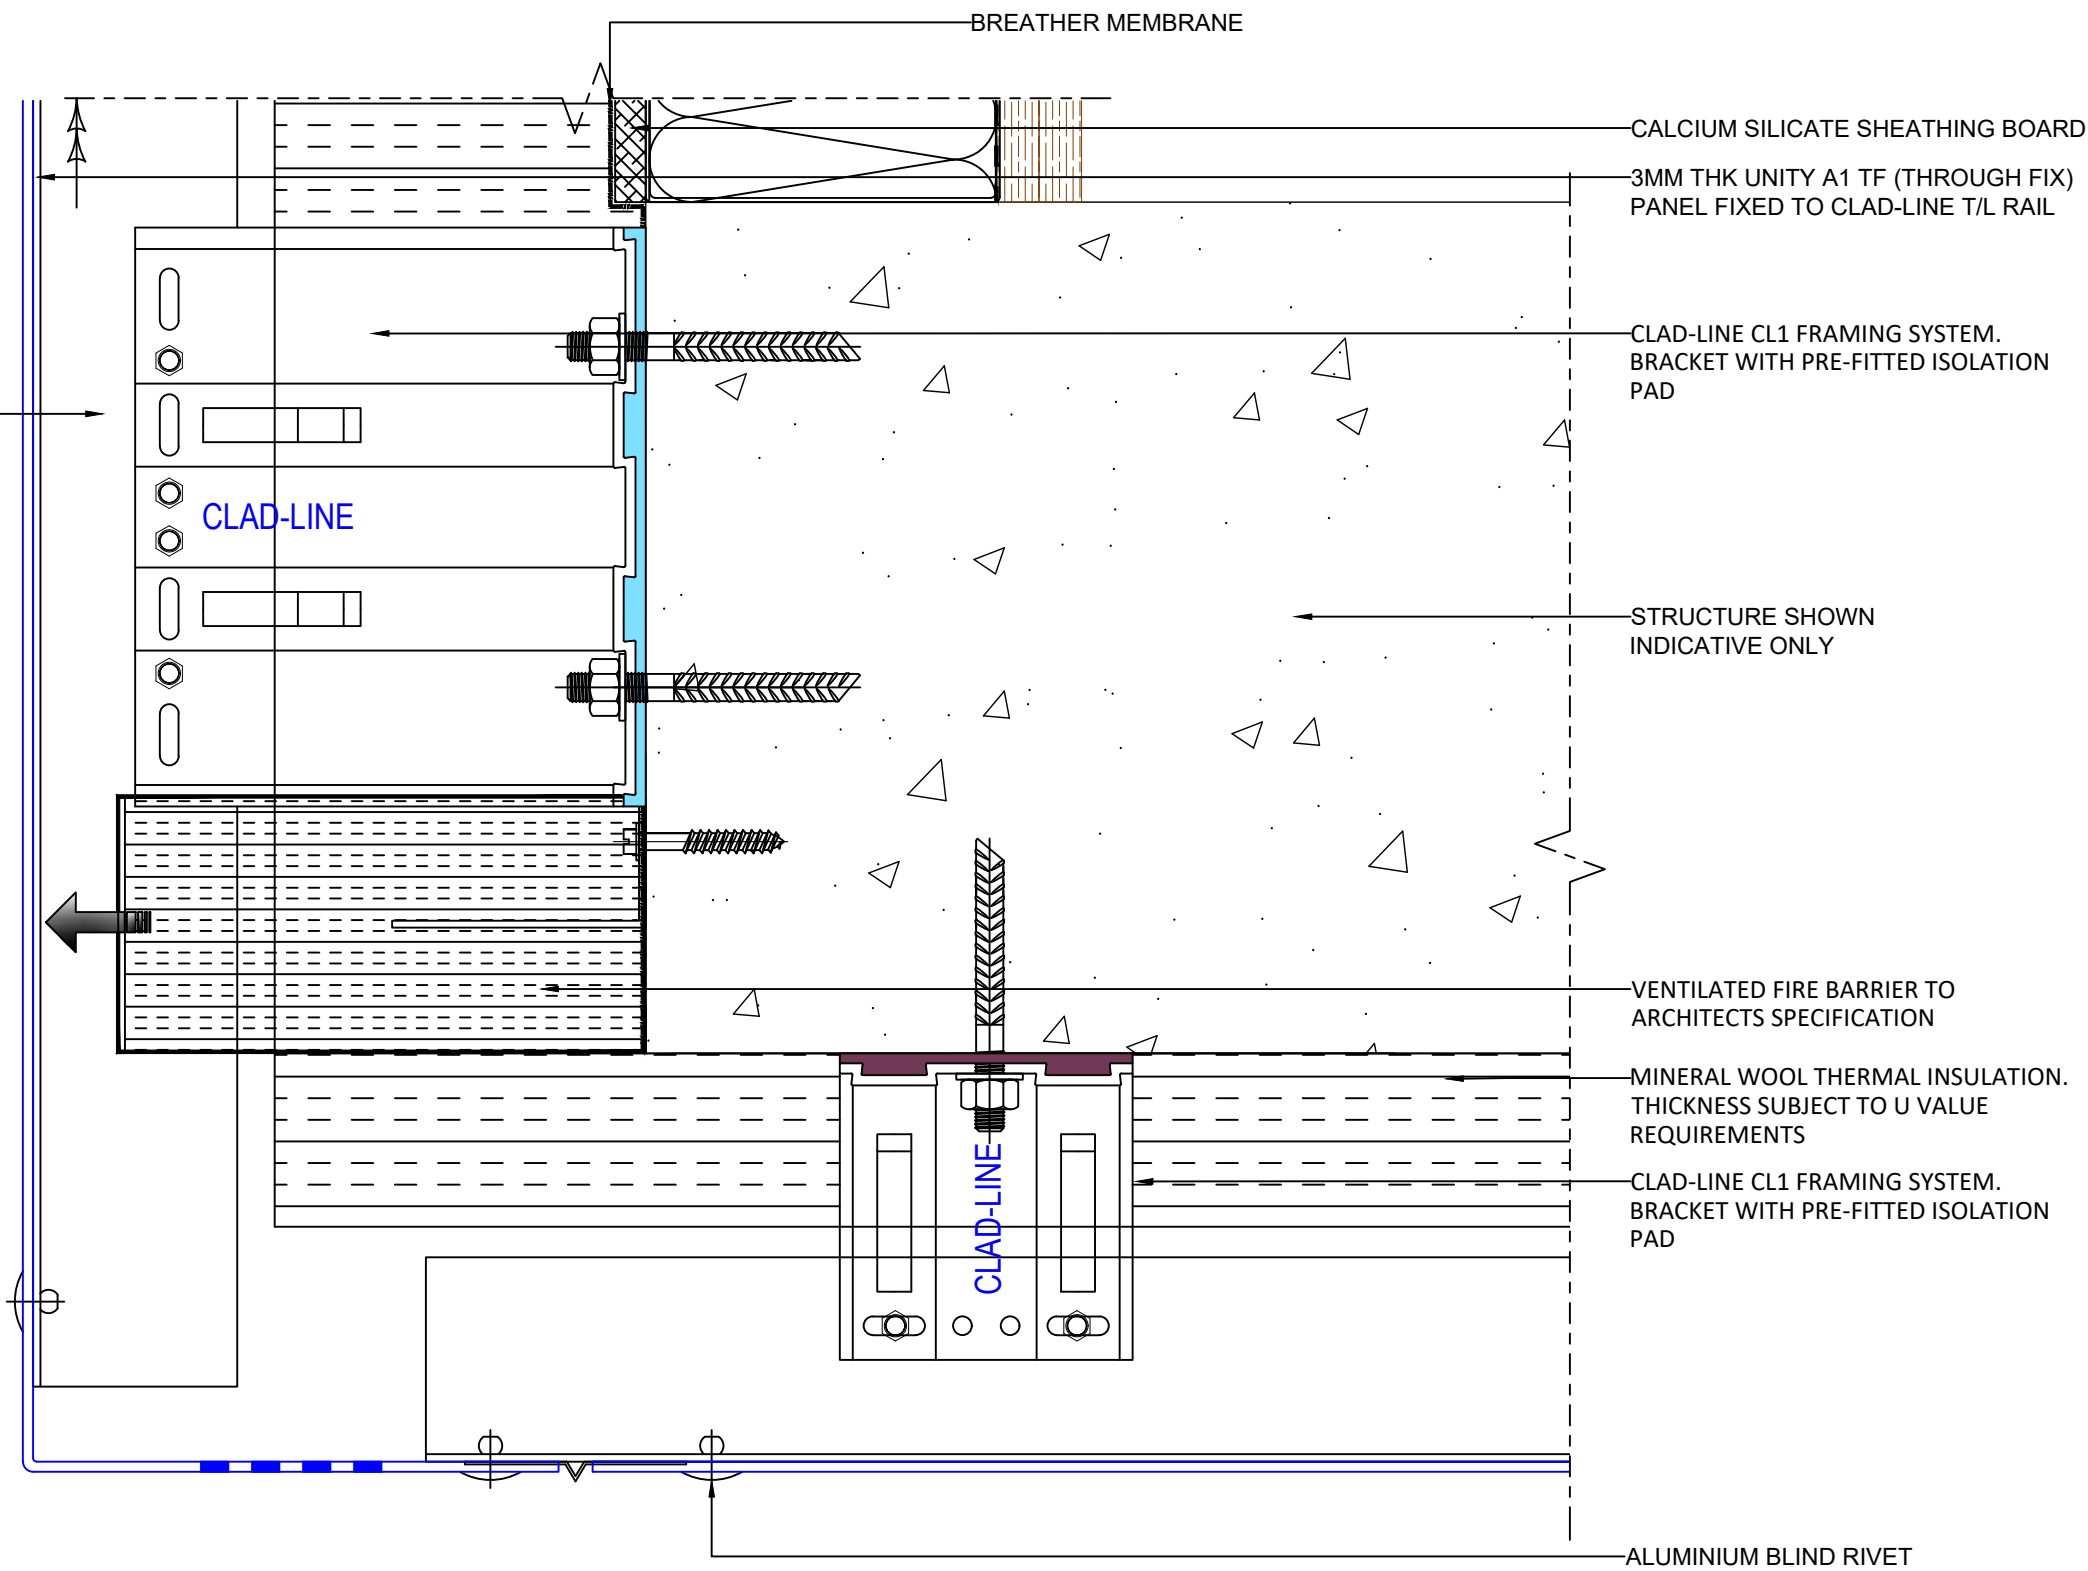 BREATHER MEMBRANE
CALCIUM SILICATE SHEATHING BOARD
3MM THK UNITY A1 TF (THROUGH FIX)
PANEL FIXED TO CLAD-LINE T/L RAIL
CLAD-LINE CL1 FRAMING SYSTEM.
BRACKET WITH PRE-FITTED ISOLATION
PAD
CLAD-LINE
STRUCTURE SHOWN
INDICATIVE ONLY
VENTILATED FIRE BARRIER TO
ARCHITECTS SPECIFICATION
MINERAL WOOL THERMAL INSULATION.
THICKNESS SUBJECT TO U VALUE
REQUIREMENTS
CLAD-LINE CL1 FRAMING SYSTEM.
BRACKET WITH PRE-FITTED ISOLATION
PAD
CLAD-LINE
ALUMINIUM BLIND RIVET